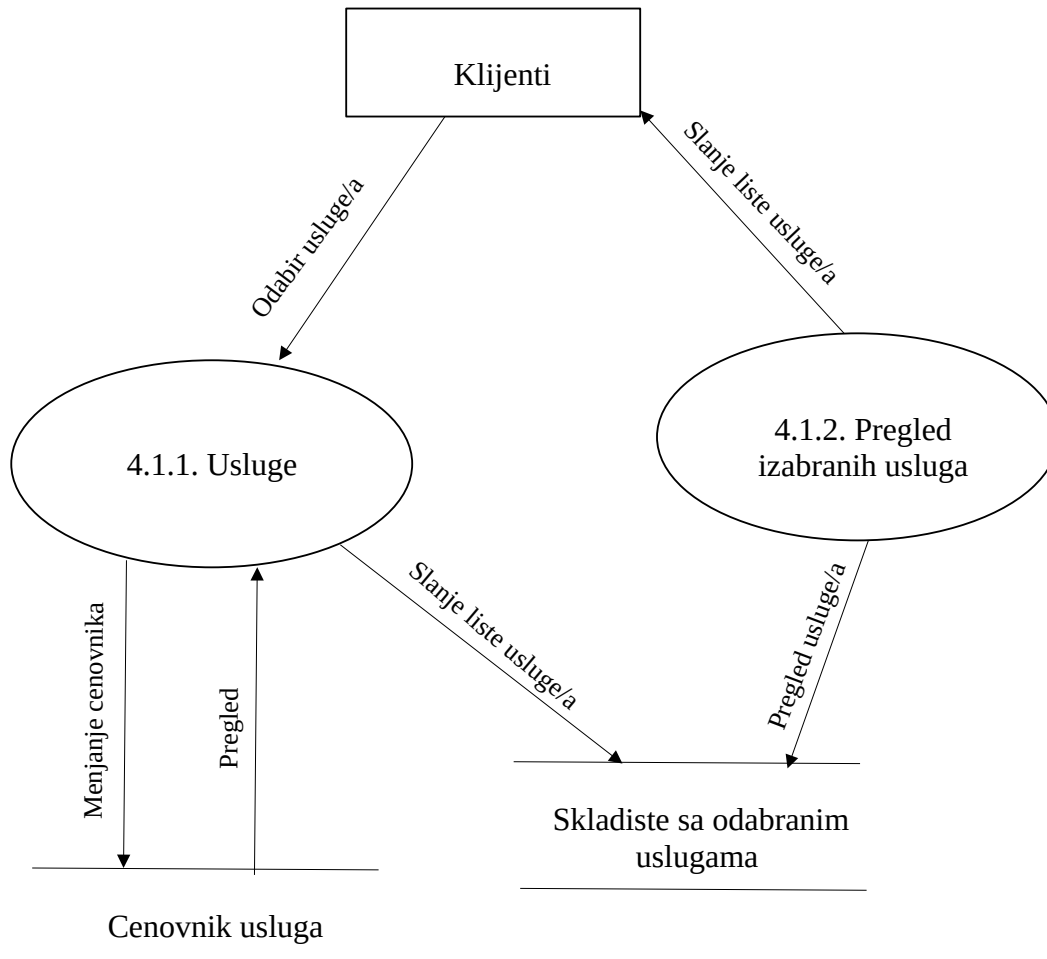 Klijenti
Odabir usluge/a
Slanje liste usluge/a
4.1.1. Usluge
4.1.2. Pregled
izabranih usluga
Menjanje cenovnika
Pregled
Slanje liste usluge/a
Pregled usluge/a
Skladiste sa odabranim
uslugama
Cenovnik usluga